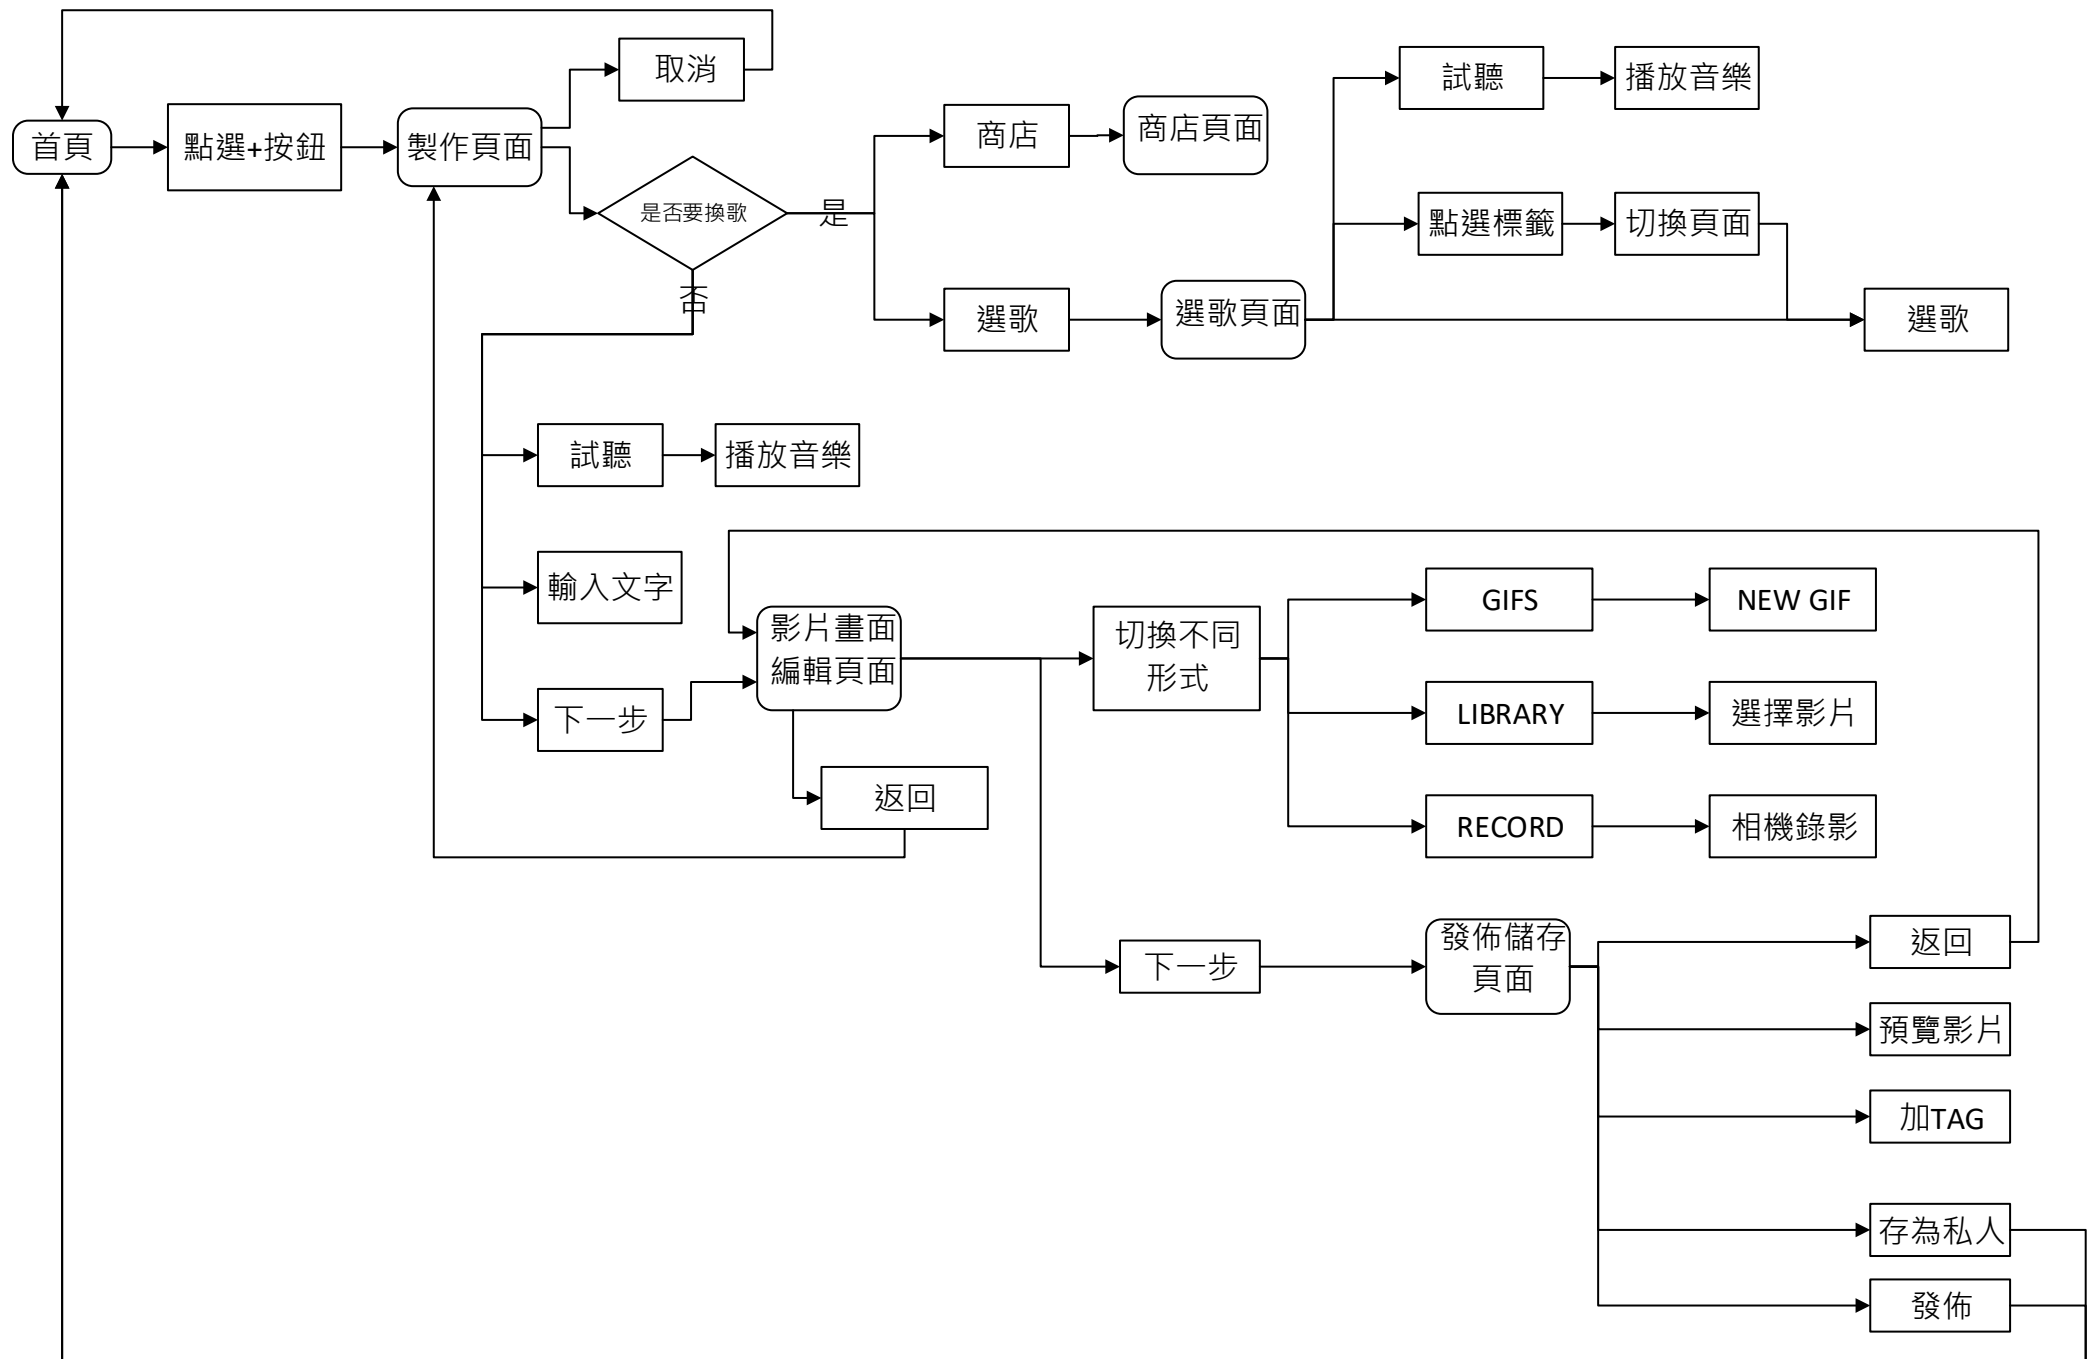 取消
首頁
點選+按鈕
製作頁面
是否要換歌
是
否
商店
商店頁面
選歌
選歌頁面
試聽
播放音樂
點選標籤
切換頁面
選歌
試聽
播放音樂
輸入文字
下一步
影片畫面
編輯頁面
返回
切換不同
形式
GIFS
NEW GIF
LIBRARY
選擇影片
RECORD
相機錄影
下一步
發佈儲存
頁面
返回
預覽影片
加TAG
存為私人
發佈